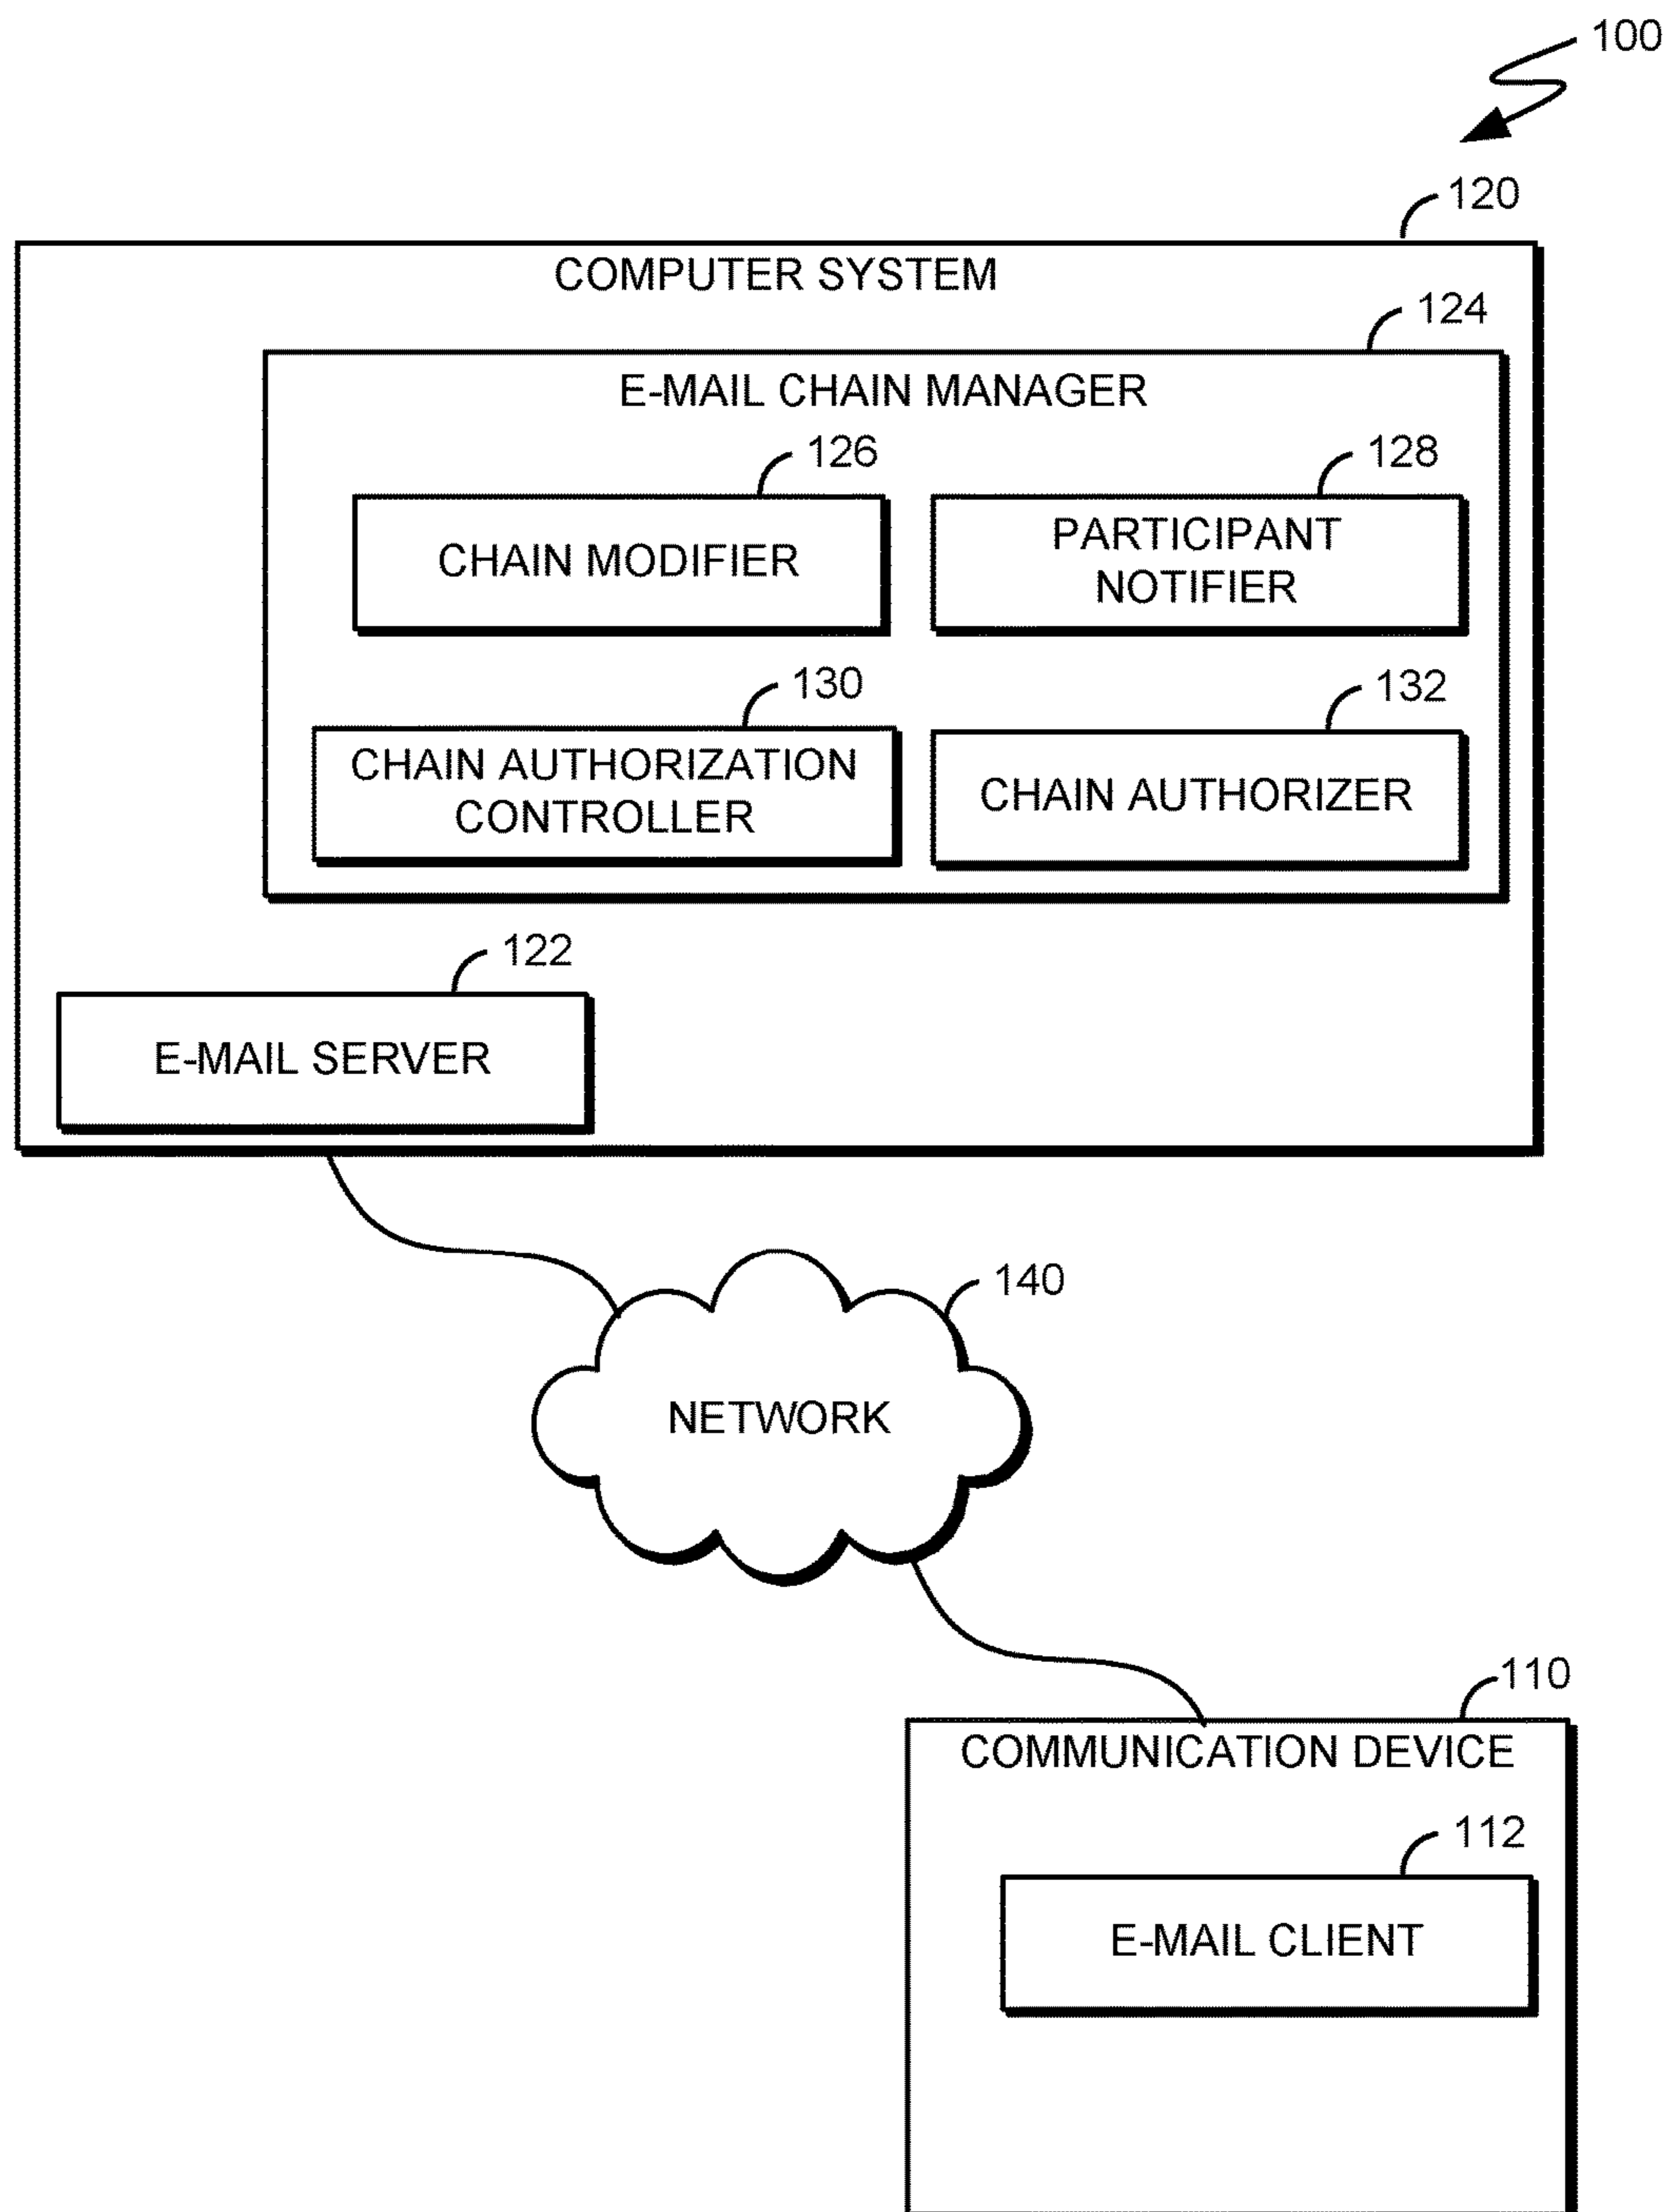 100
120
COMPUTER SYSTEM
124
E-MAIL CHAIN MANAGER
126
128
CHAIN MODIFIER
PARTICIPANT
NOTIFIER
130
132
CHAIN AUTHORIZATION
CONTROLLER
CHAIN AUTHORIZER
122
E-MAIL SERVER
140
NETWORK
110
COMMUNICATION DEVICE
112
E-MAIL CLIENT